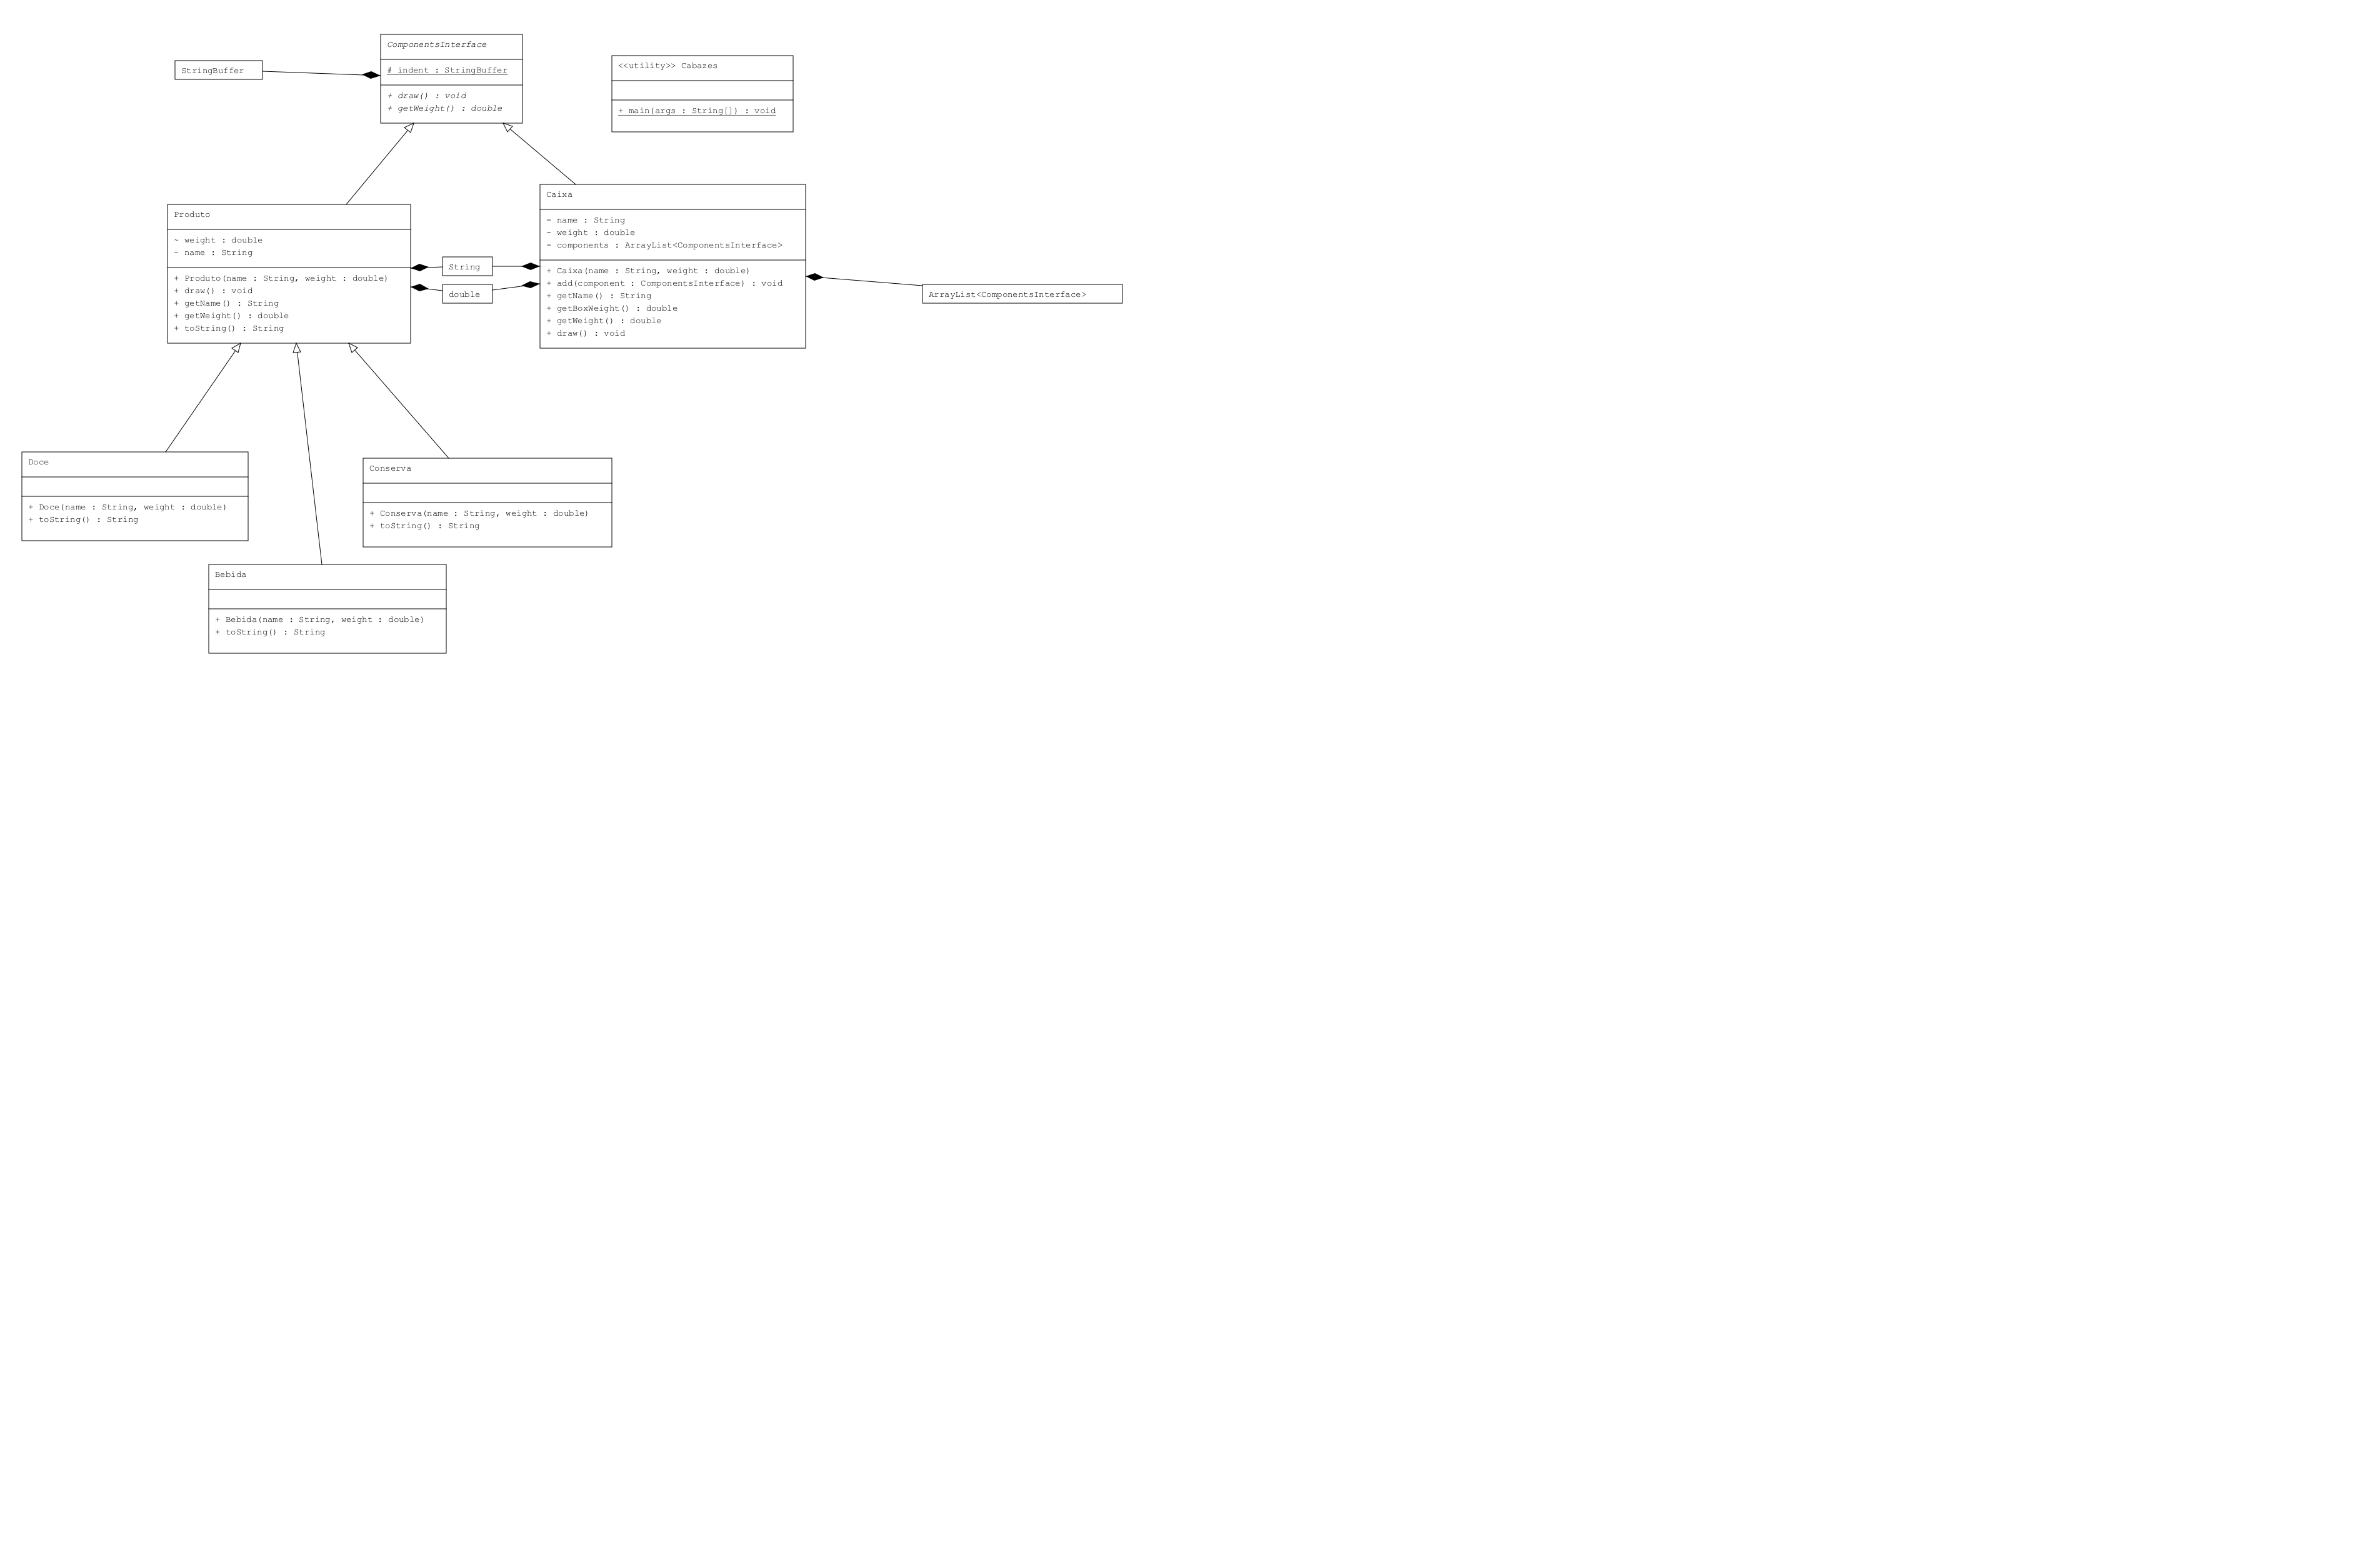 ComponentsInterface
# indent : StringBuffer
+ draw() : void
+ getWeight() : double
StringBuffer
<<utility>> Cabazes
+ main(args : String[]) : void
Produto
~ weight : double
~ name : String
+ Produto(name : String, weight : double)
+ draw() : void
+ getName() : String
+ getWeight() : double
+ toString() : String
String
double
Caixa
- name : String
- weight : double
- components : ArrayList<ComponentsInterface>
+ Caixa(name : String, weight : double)
+ add(component : ComponentsInterface) : void
+ getName() : String
+ getBoxWeight() : double
+ getWeight() : double
+ draw() : void
ArrayList<ComponentsInterface>
Doce
+ Doce(name : String, weight : double)
+ toString() : String
Conserva
+ Conserva(name : String, weight : double)
+ toString() : String
Bebida
+ Bebida(name : String, weight : double)
+ toString() : String